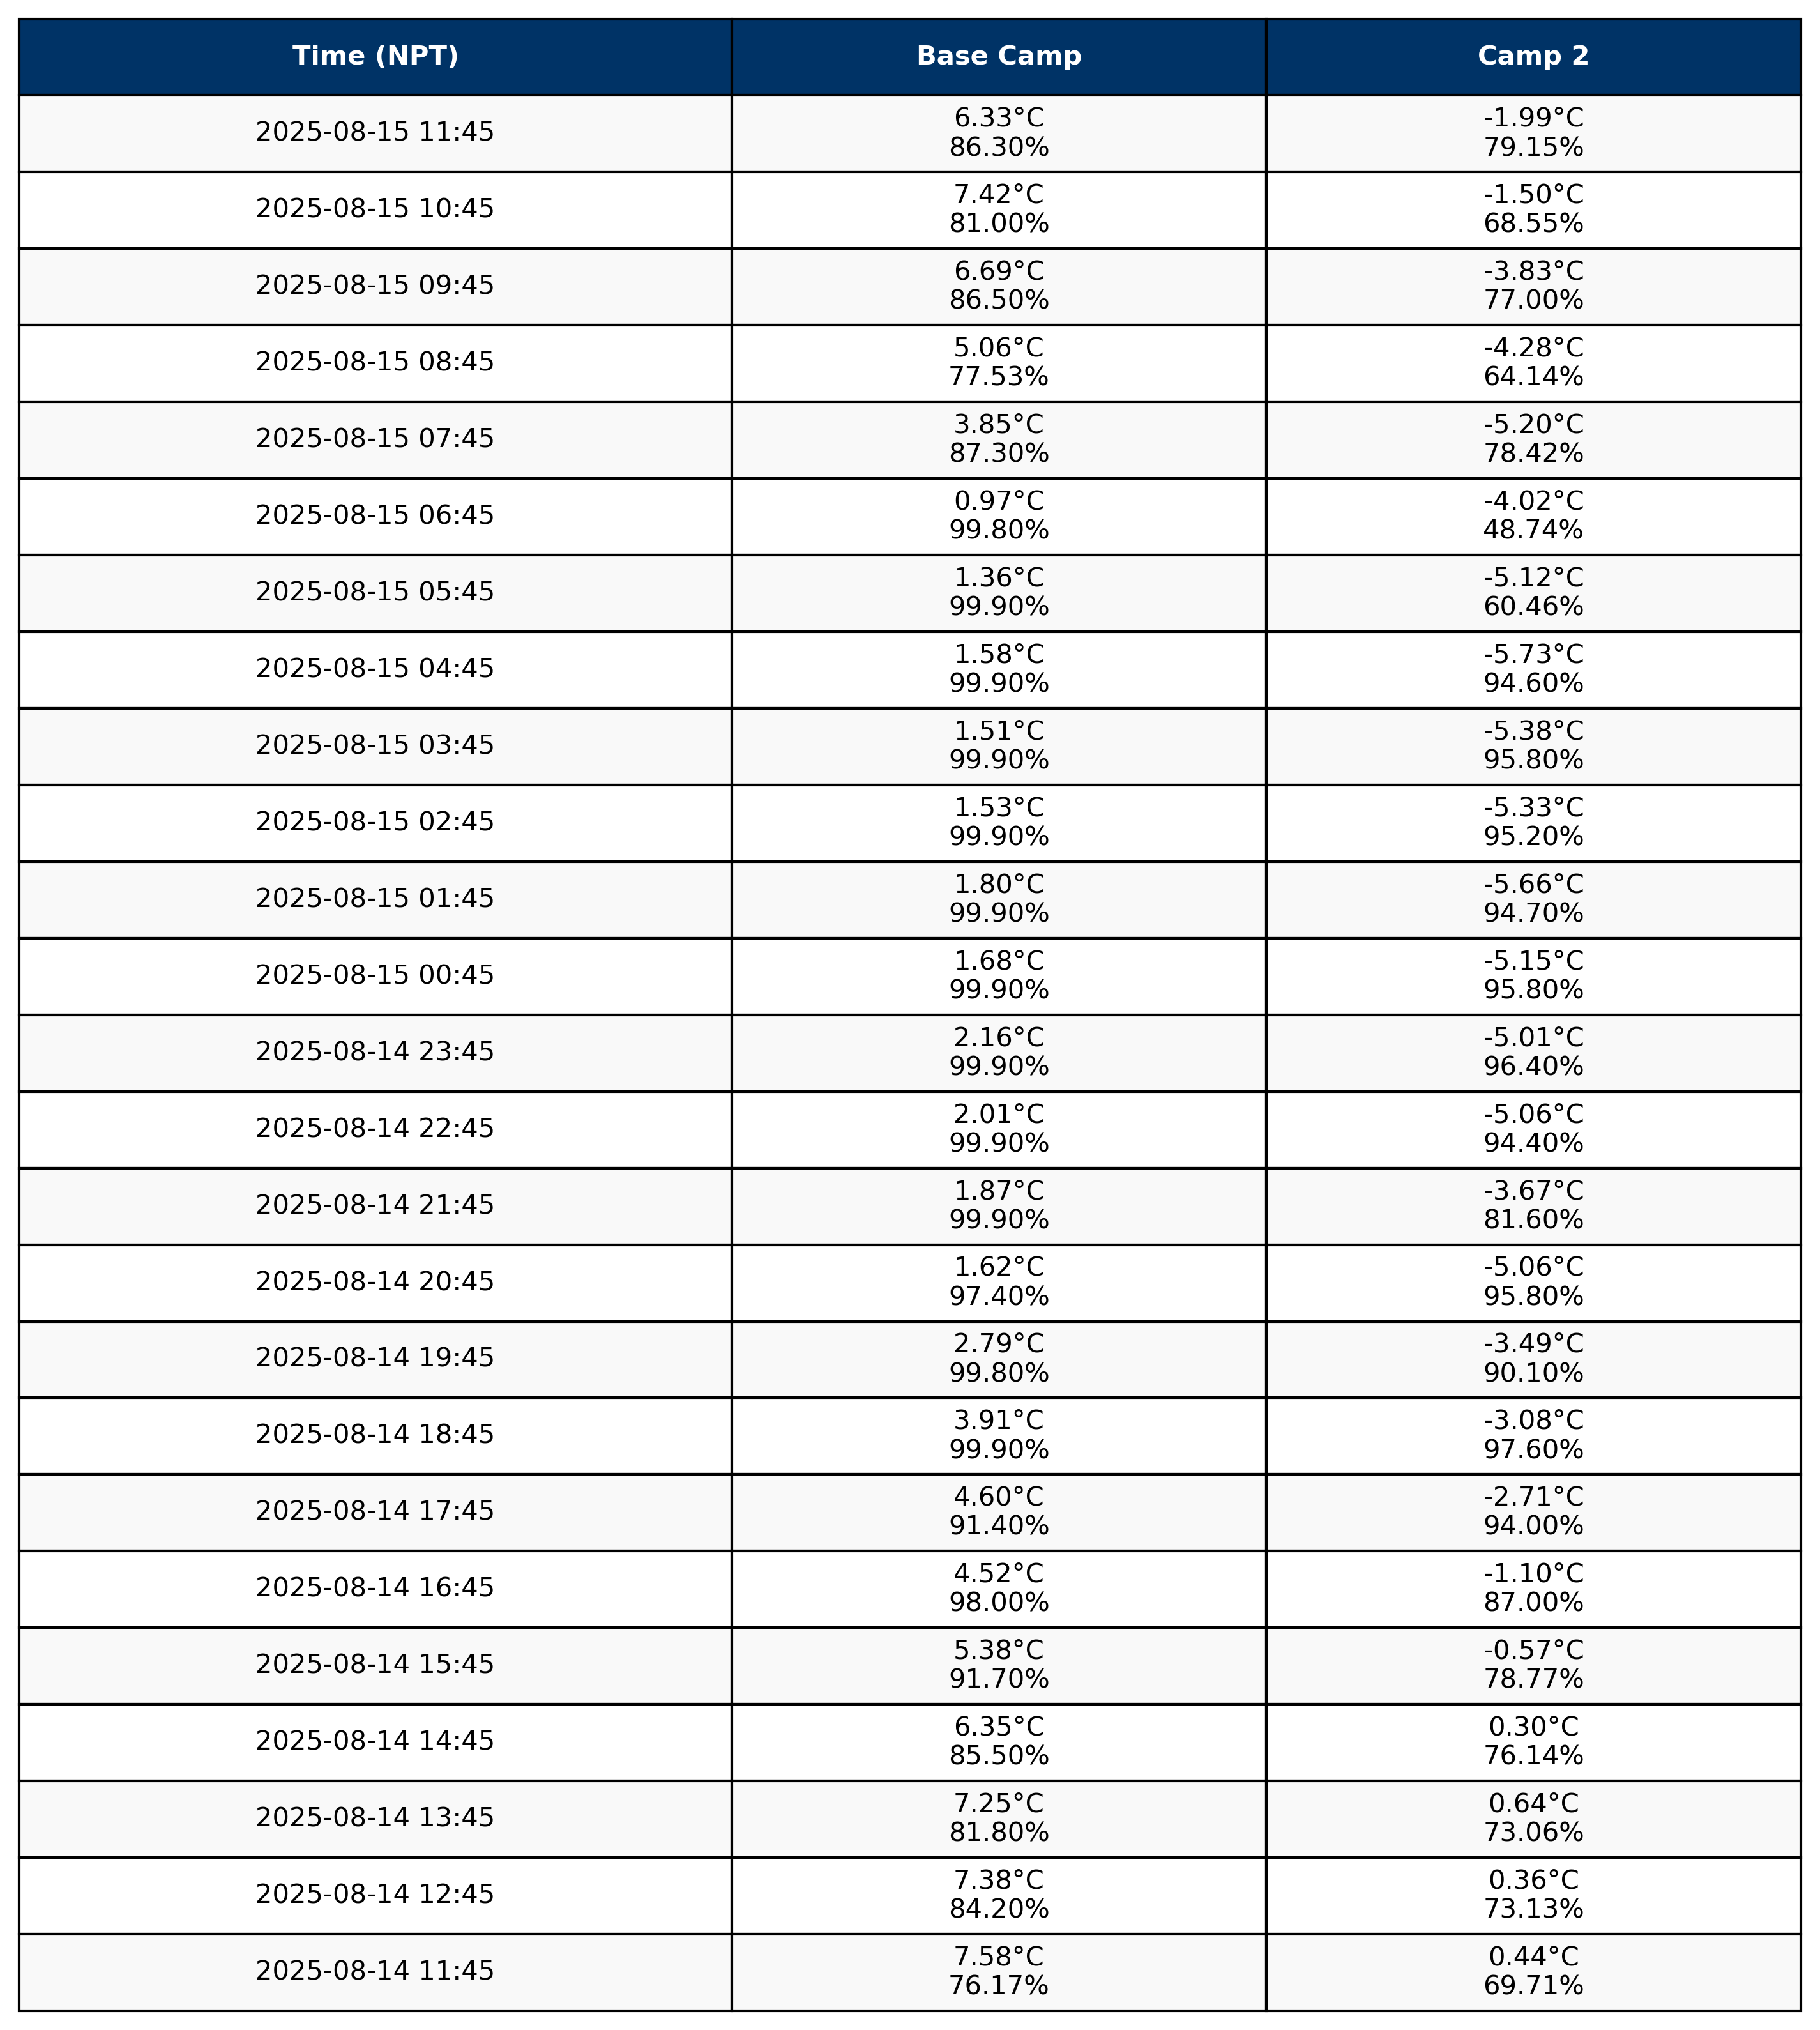 Time (NPT) Base Camp Camp 2
2025-08-15 11:45
6.33°C
86.30%
-1.99°C
79.15%
2025-08-15 10:45
7.42°C
81.00%
-1.50°C
68.55%
2025-08-15 09:45
6.69°C
86.50%
-3.83°C
77.00%
2025-08-15 08:45
5.06°C
77.53%
-4.28°C
64.14%
2025-08-15 07:45
3.85°C
87.30%
-5.20°C
78.42%
2025-08-15 06:45
0.97°C
99.80%
-4.02°C
48.74%
2025-08-15 05:45
1.36°C
99.90%
-5.12°C
60.46%
2025-08-15 04:45
1.58°C
99.90%
-5.73°C
94.60%
2025-08-15 03:45
1.51°C
99.90%
-5.38°C
95.80%
2025-08-15 02:45
1.53°C
99.90%
-5.33°C
95.20%
2025-08-15 01:45
1.80°C
99.90%
-5.66°C
94.70%
2025-08-15 00:45
1.68°C
99.90%
-5.15°C
95.80%
2025-08-14 23:45
2.16°C
99.90%
-5.01°C
96.40%
2025-08-14 22:45
2.01°C
99.90%
-5.06°C
94.40%
2025-08-14 21:45
1.87°C
99.90%
-3.67°C
81.60%
2025-08-14 20:45
1.62°C
97.40%
-5.06°C
95.80%
2025-08-14 19:45
2.79°C
99.80%
-3.49°C
90.10%
2025-08-14 18:45
3.91°C
99.90%
-3.08°C
97.60%
2025-08-14 17:45
4.60°C
91.40%
-2.71°C
94.00%
2025-08-14 16:45
4.52°C
98.00%
-1.10°C
87.00%
2025-08-14 15:45
5.38°C
91.70%
-0.57°C
78.77%
2025-08-14 14:45
6.35°C
85.50%
0.30°C
76.14%
2025-08-14 13:45
7.25°C
81.80%
0.64°C
73.06%
2025-08-14 12:45
7.38°C
84.20%
0.36°C
73.13%
2025-08-14 11:45
7.58°C
76.17%
0.44°C
69.71%